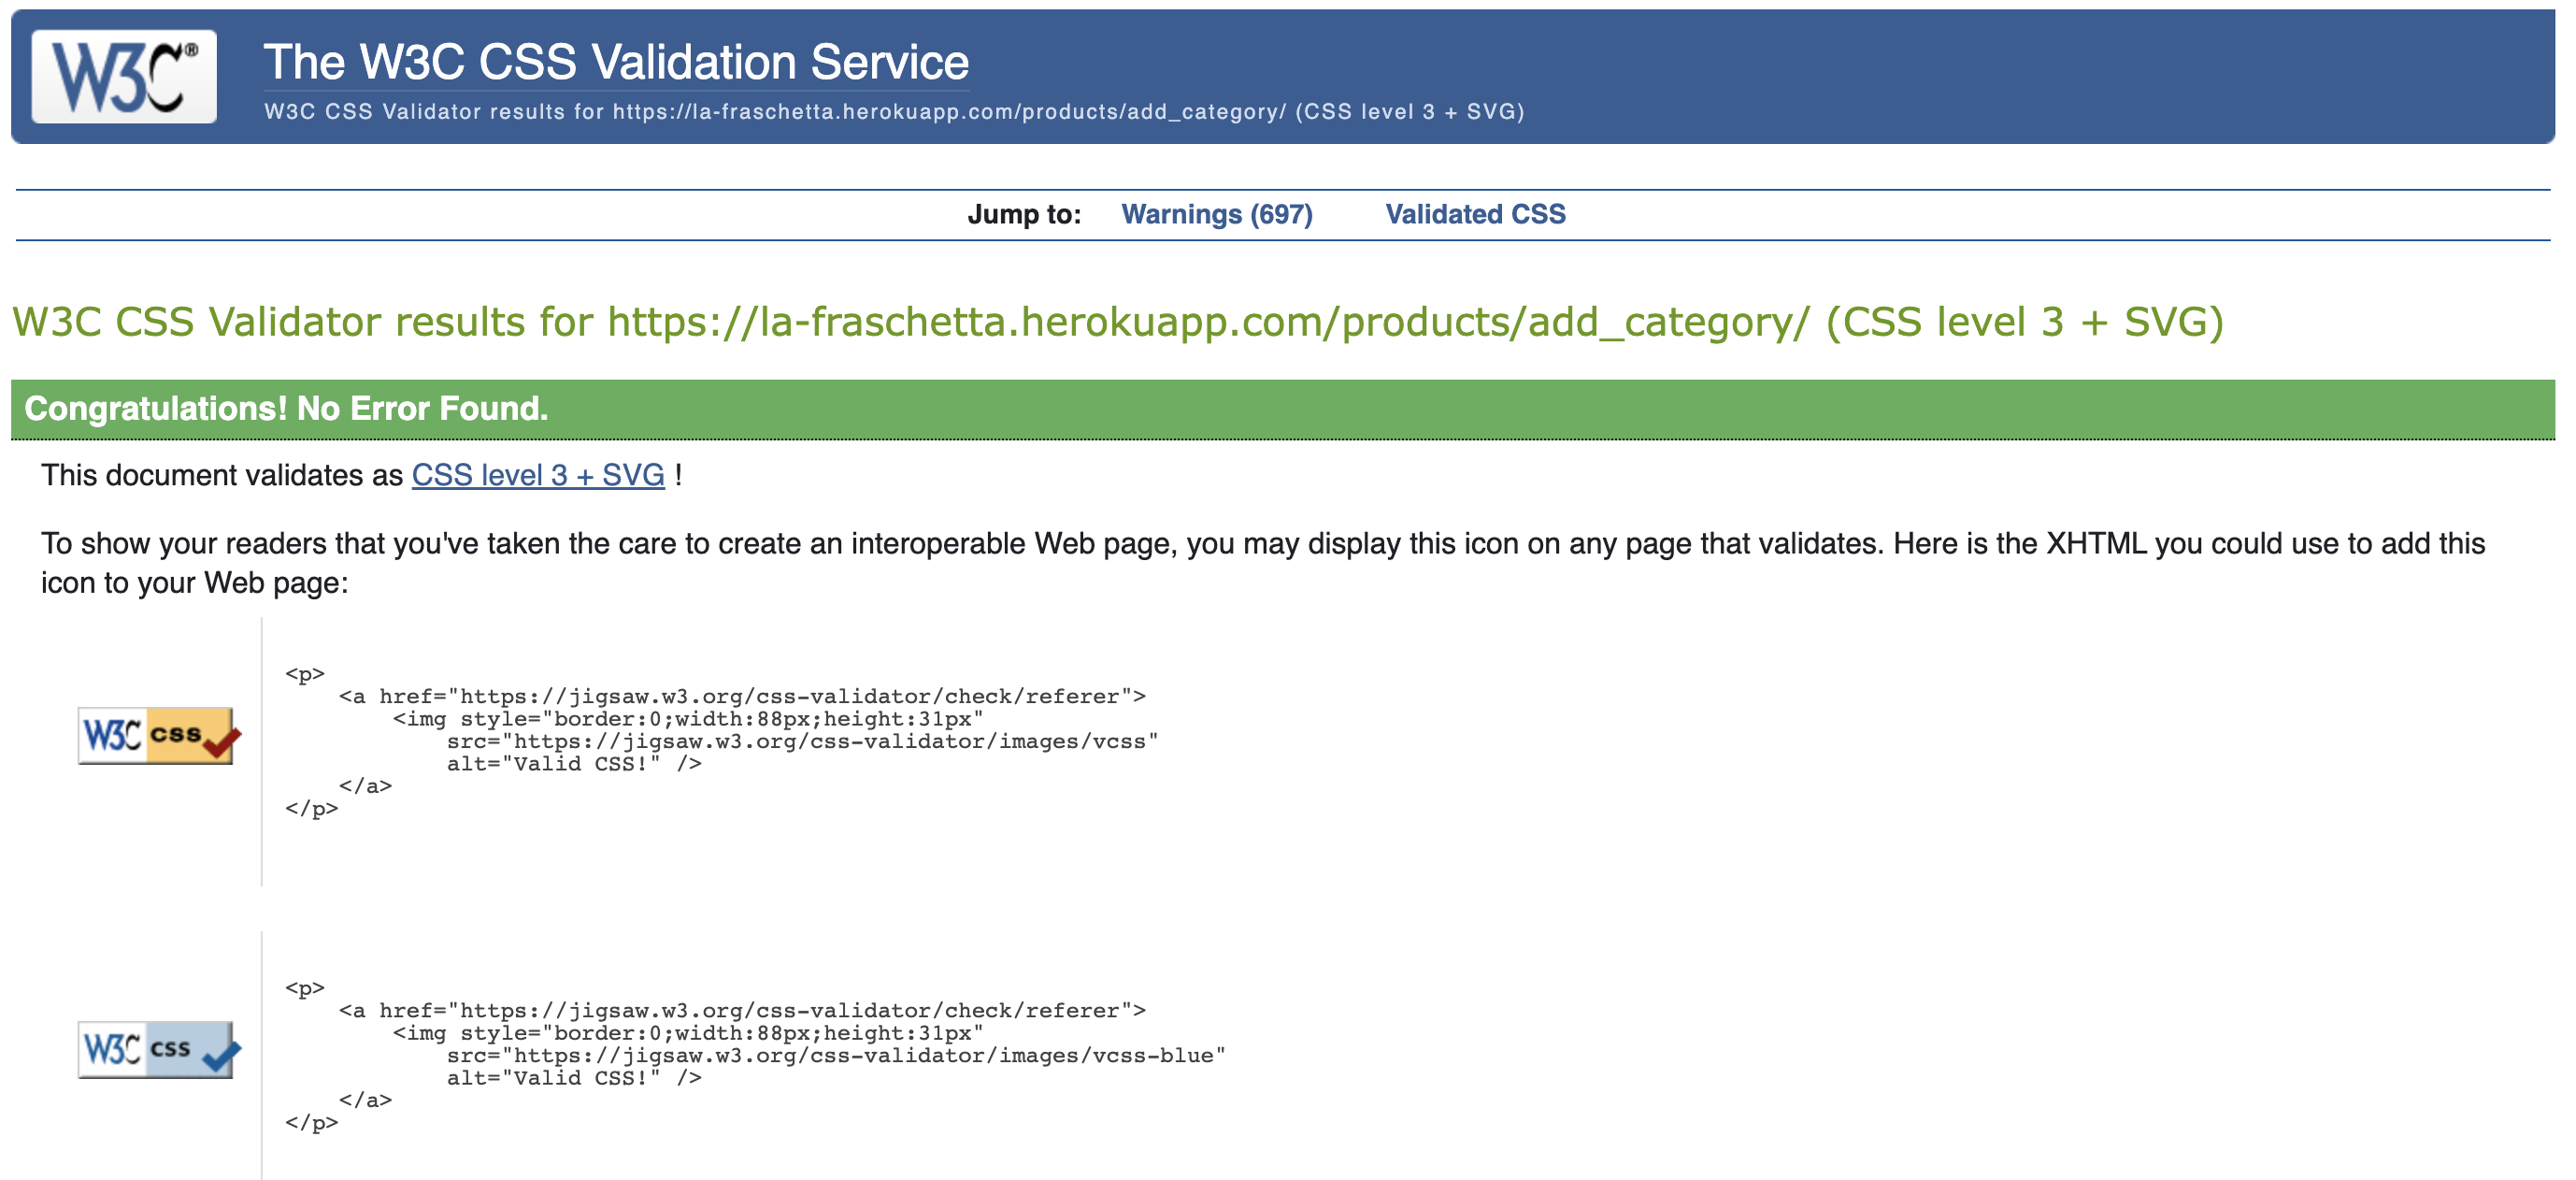 W3C®
The W3C CSS Validation Service
W3C CSS Validator results for https://la-fraschetta.herokuapp.com/products/add_category/ (CSS level 3 + SVG)
Jump to: Warnings (697) Validated CSS
W3C CSS Validator results for https://la-fraschetta.herokuapp.com/products/add_category/ (CSS level 3 + SVG)
Congratulations! No Error Found.
This document validates as CSS level 3 + SVG !
To show your readers that you've taken the care to create an interoperable Web page, you may display this icon on any page that validates. Here is the XHTML you could use to add this
icon to your Web page:
W3C css
<p>
    <a href="https://jigsaw.w3.org/css-validator/check/referer">
        <img style="border:0;width:88px;height:31px"
            src="https://jigsaw.w3.org/css-validator/images/vcss"
            alt="Valid CSS!" />
    </a>
</p>
W3C css
<p>
    <a href="https://jigsaw.w3.org/css-validator/check/referer">
        <img style="border:0;width:88px;height:31px"
            src="https://jigsaw.w3.org/css-validator/images/vcss-blue"
            alt="Valid CSS!" />
    </a>
</p>